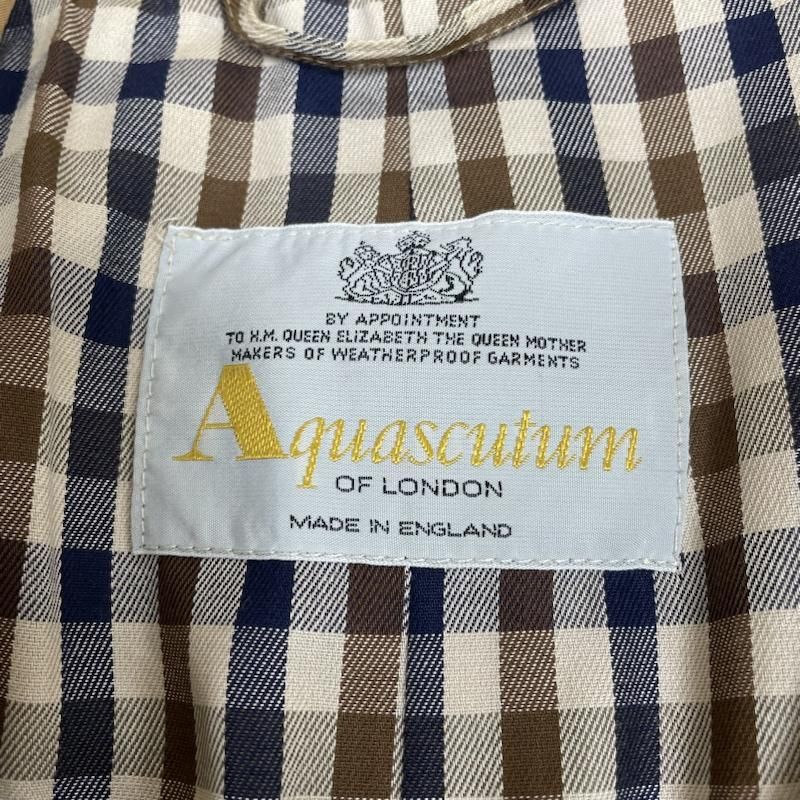 BY APPOINTMENT
TO H.M. QUEEN ELIZABETH THE QUEEN MOTHER
MAKERS OF WEATHERPROOF GARMENTS
Aquascutum
OF LONDON
MADE IN ENGLAND